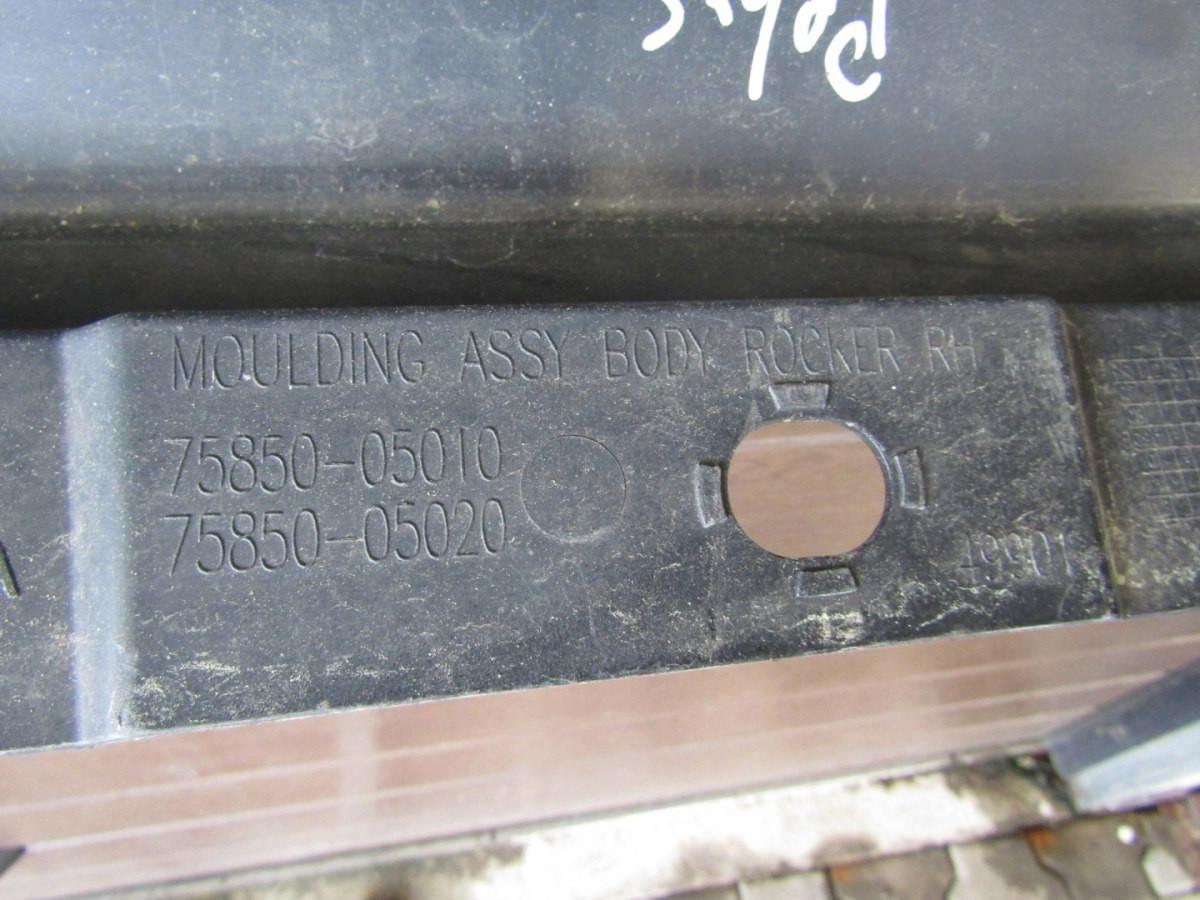 MOULDING ASSY BODY ROCKER RH
75850-05010
75850-05020
49901